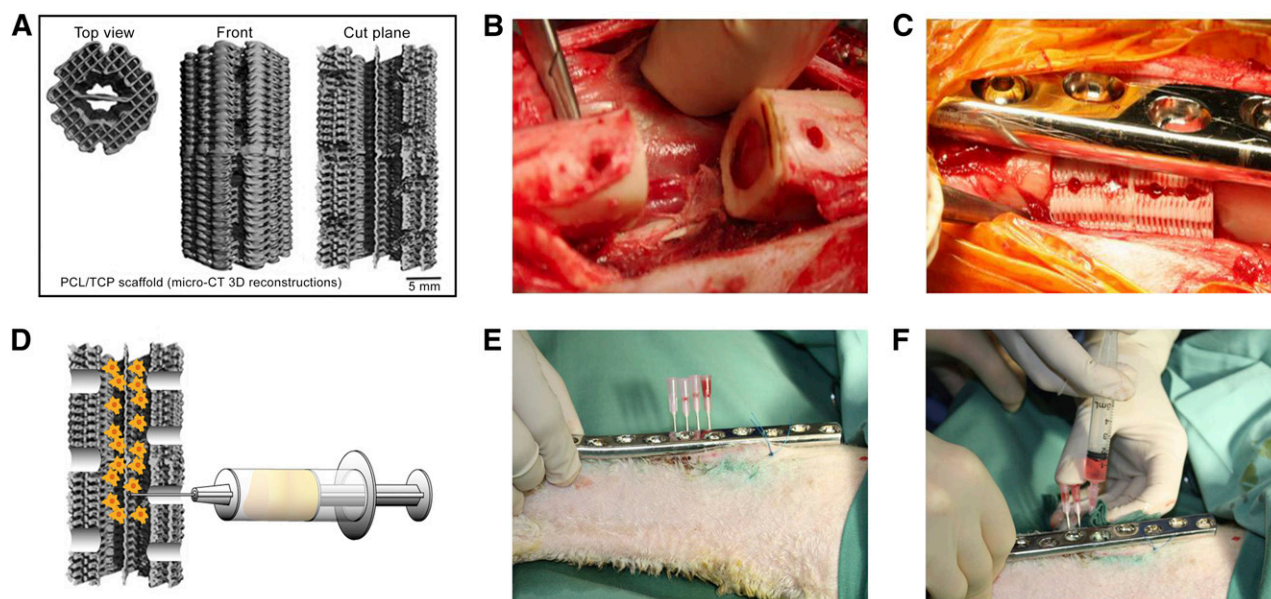 A
Top view
Front
Cut plane
PCL/TCP scaffold (micro-CT 3D reconstructions)
5 mm
B
C
D
E
F